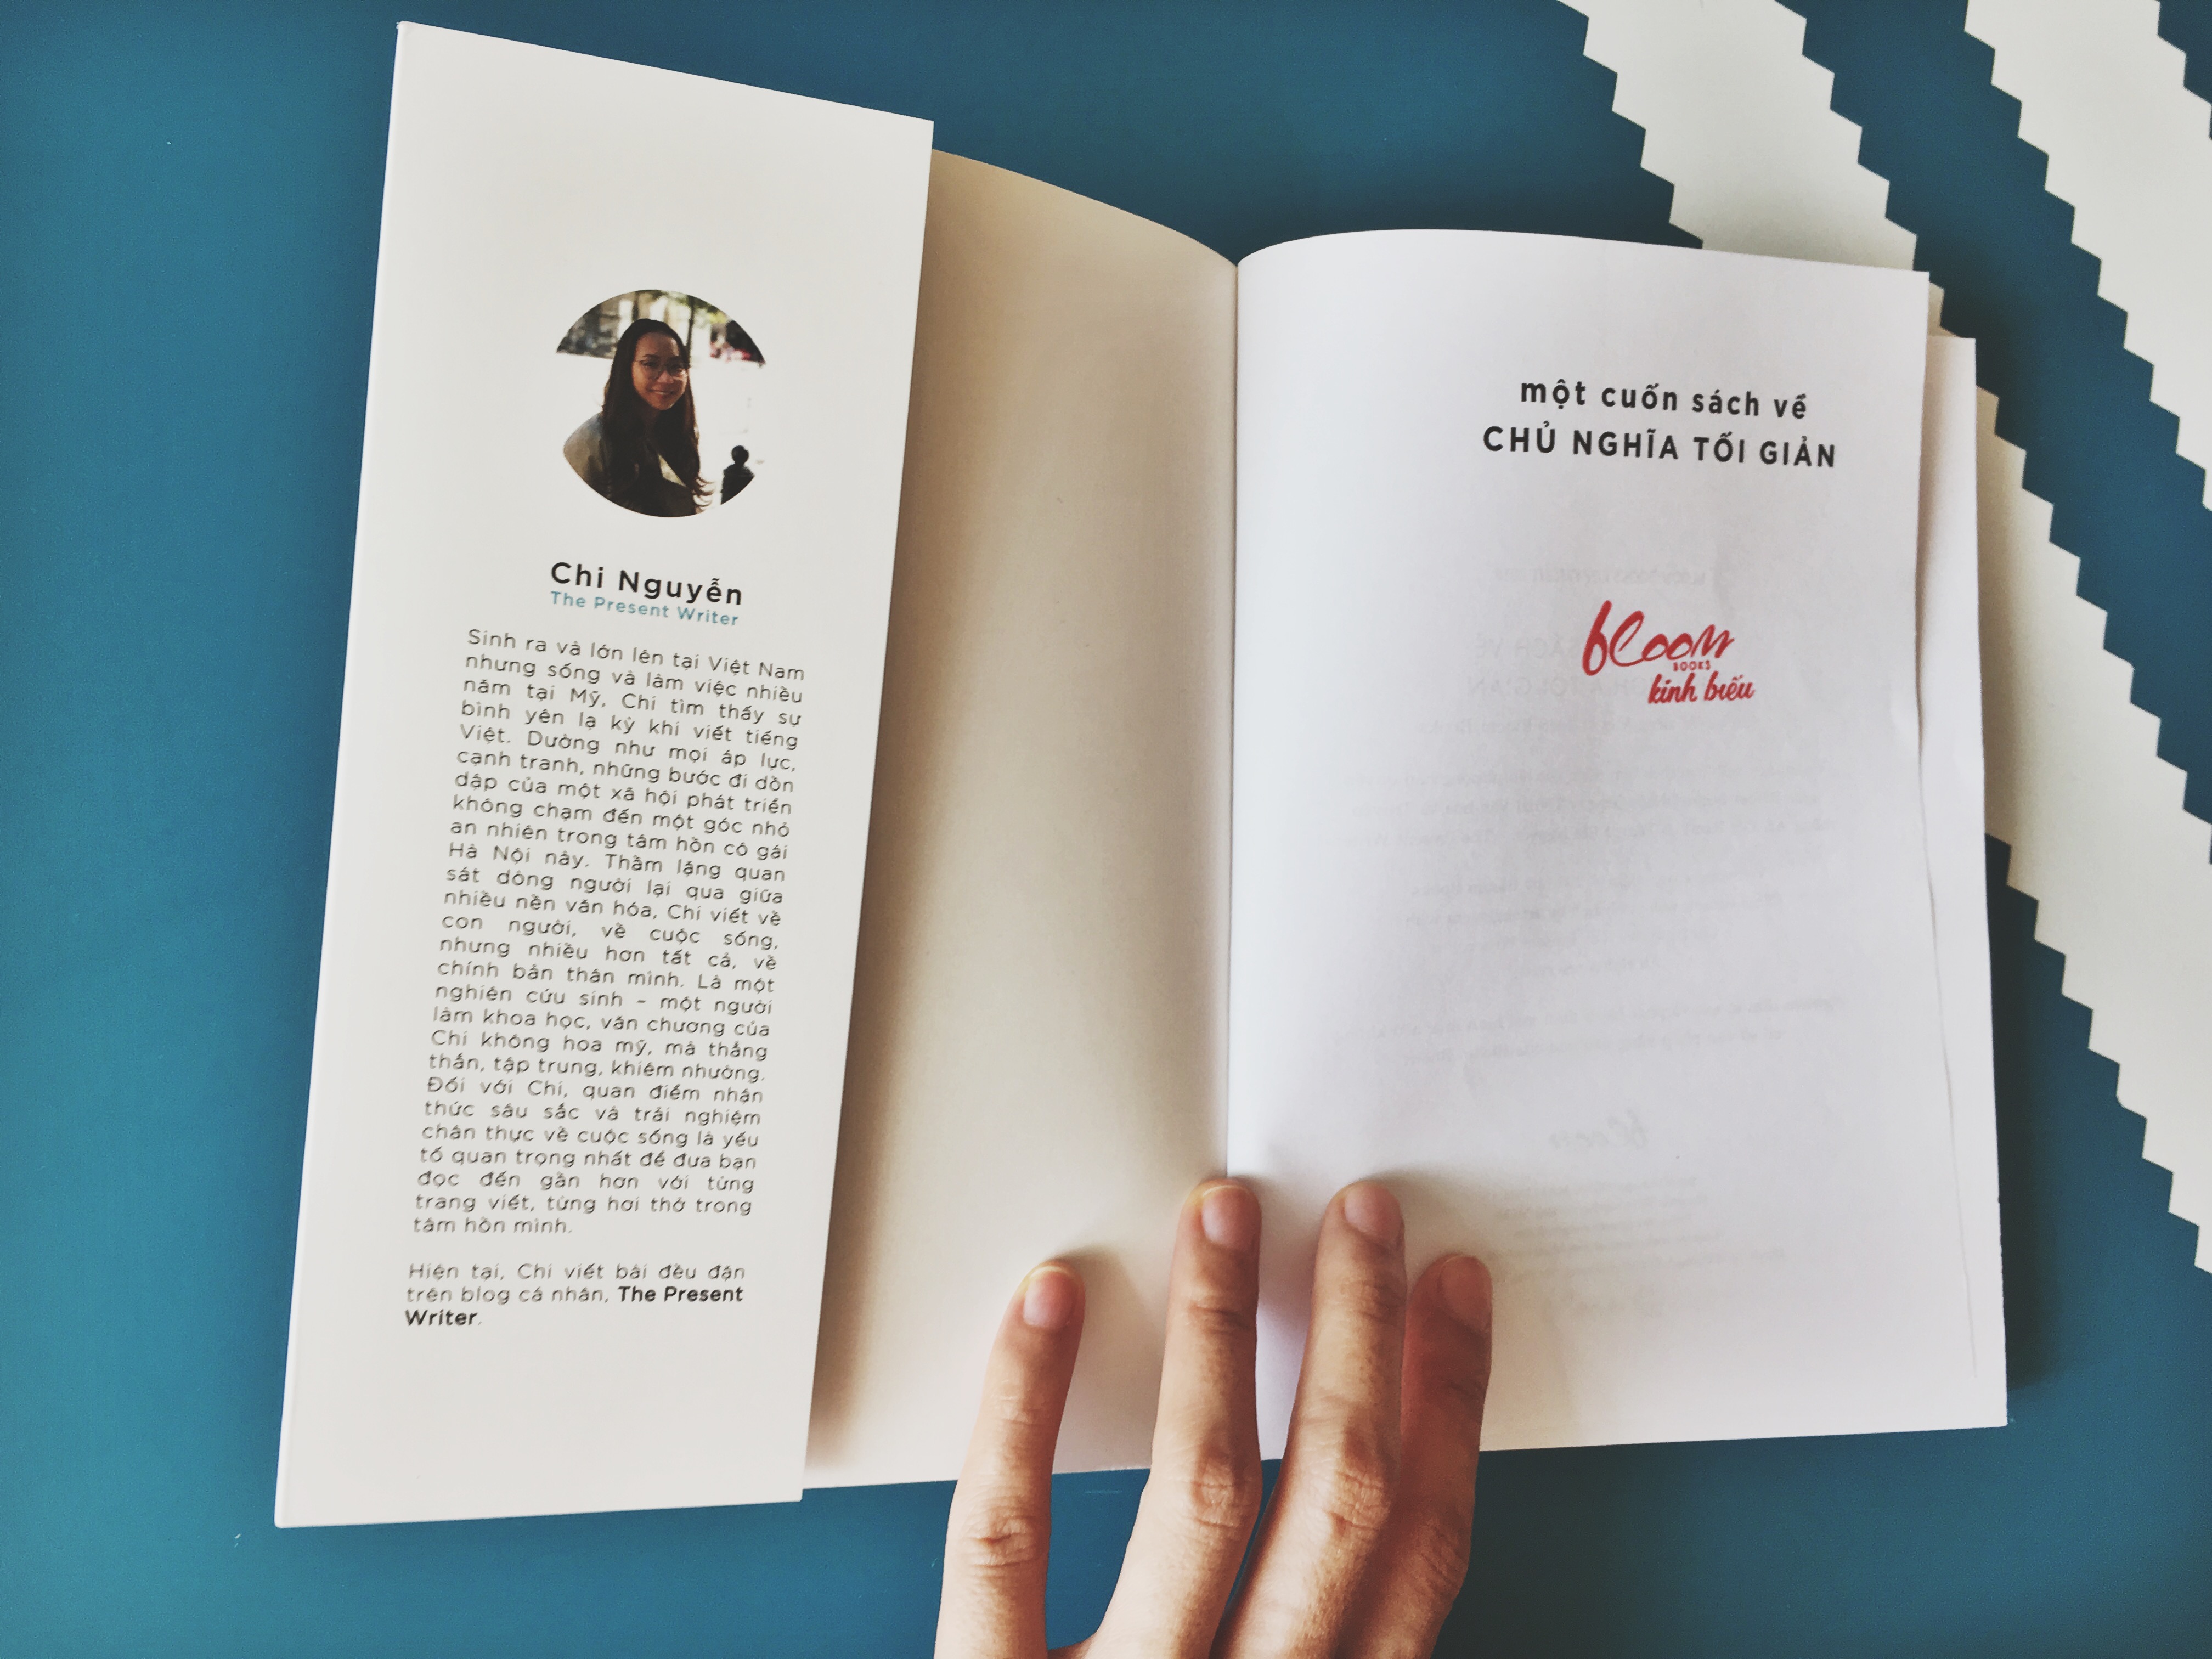 Chi Nguyễn
The Present Writer
Sinh ra và lớn lên tại Việt Nam
nhưng sống và làm việc nhiều
năm tại Mỹ, Chi tìm thấy sự
bình yên lạ kỳ khi viết tiếng
Việt. Dường như mọi áp lực,
cạnh tranh, những bước đi dồn
dập của một xã hội phát triển
không chạm đến một góc nhỏ
an nhiên trong tâm hồn cô gái
Hà Nội này. Thầm lặng quan
sát dòng người lại qua giữa
nhiều nền văn hóa, Chi viết về
con người, về cuộc sống,
nhưng nhiều hơn tất cả, về
chính bản thân mình. Là một
nghiên cứu sinh – một người
làm khoa học, văn chương của
Chi không hoa mỹ, mà thẳng
thắn, tập trung, khiêm nhường.
Đối với Chi, quan điểm nhận
thức sâu sắc và trải nghiệm
chân thực về cuộc sống là yếu
tố quan trọng nhất để đưa bạn
đọc đến gần hơn với từng
trang viết, từng hơi thở trong
tâm hồn mình.
Hiện tại, Chi viết bài đều đặn
trên blog cá nhân, The Present
Writer.
một cuốn sách về
CHỦ NGHĨA TỐI GIẢN
bloom
BOOKS
kính biếu